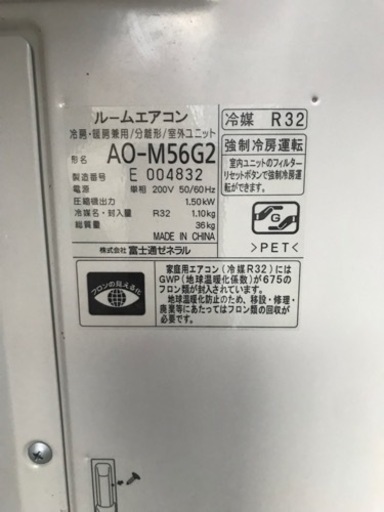 ルームエアコン
冷房・暖房兼用/分離形/室外ユニット
形名 AO-M56G2
製造番号 E 004832
電源 単相 200V 50/60Hz
圧縮機出力 1.50kW
冷媒名・封入量 R32 1.10kg
総質量 36kg
MADE IN CHINA
株式会社 富士通ゼネラル
冷媒 R32
強制冷房運転
室内ユニットのフィルター
リセットボタンで強制冷房運
転ができます。
G
>PET<
フロンの見える化
家庭用エアコン(冷媒R32)には
GWP(地球温暖化係数)が675の
フロン類が封入されています。
・地球温暖化防止のため、移設・修理・
廃棄等にあたってはフロン類の回収が
必要です。